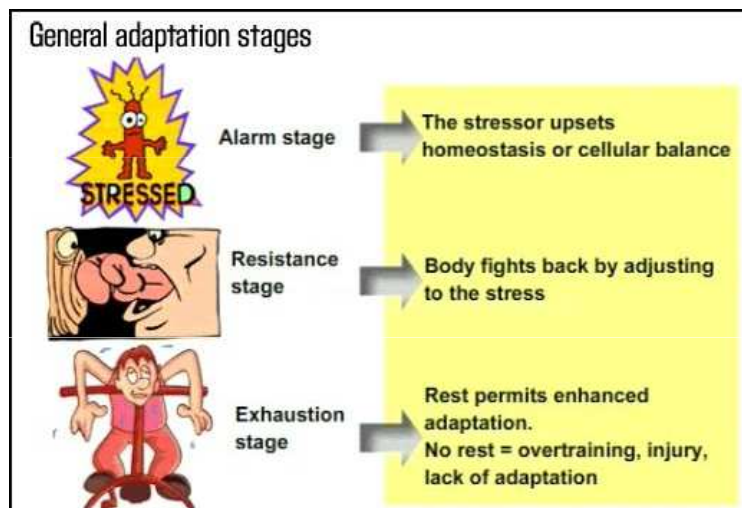 General adaptation stages
STRESSED
Alarm stage
The stressor upsets
homeostasis or cellular balance
Resistance
stage
Body fights back by adjusting
to the stress
Exhaustion
stage
Rest permits enhanced
adaptation.
No rest = overtraining, injury,
lack of adaptation